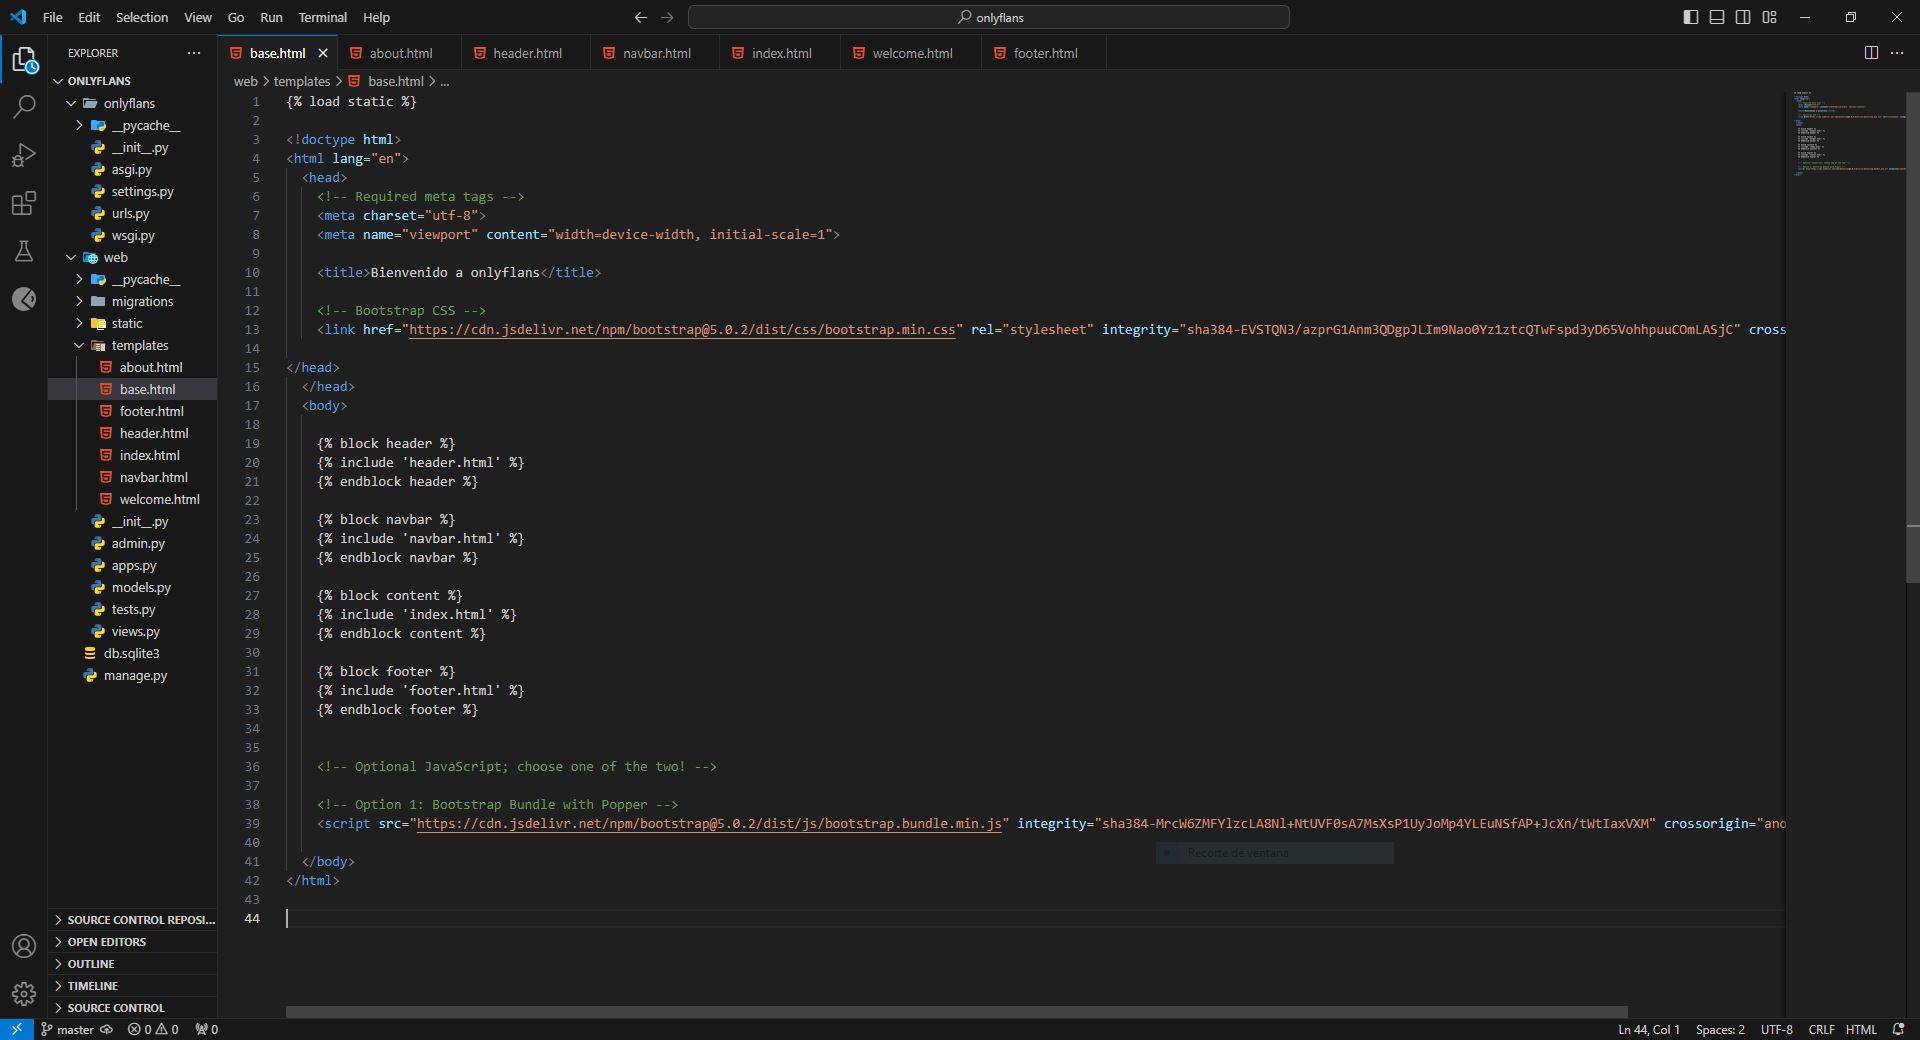 File Edit Selection View Go Run Terminal Help
onlyflans
EXPLORER
base.html about.html header.html navbar.html index.html welcome.html footer.html
web > templates > base.html > ...
ONLYFLANS
onlyflans
__pycache__
__init__.py
asgi.py
settings.py
urls.py
wsgi.py
web
__pycache__
migrations
static
templates
about.html
base.html
footer.html
header.html
index.html
navbar.html
welcome.html
__init__.py
admin.py
apps.py
models.py
tests.py
views.py
db.sqlite3
manage.py
SOURCE CONTROL REPOSI...
OPEN EDITORS
OUTLINE
TIMELINE
SOURCE CONTROL
1 {% load static %}
2
3 <!doctype html>
4 <html lang="en">
5 <head>
6 <!-- Required meta tags -->
7 <meta charset="utf-8">
8 <meta name="viewport" content="width=device-width, initial-scale=1">
9
10 <title>Bienvenido a onlyflans</title>
11
12 <!-- Bootstrap CSS -->
13 <link href="https://cdn.jsdelivr.net/npm/bootstrap@5.0.2/dist/css/bootstrap.min.css" rel="stylesheet" integrity="sha384-EVSTQN3/azprG1Anm3QDgpJLIm9Nao0Yz1ztcQTwFspd3yD65VohhpuuCOmLASjC" cross
14
15 </head>
16 </head>
17 <body>
18
19 {% block header %}
20 {% include 'header.html' %}
21 {% endblock header %}
22
23 {% block navbar %}
24 {% include 'navbar.html' %}
25 {% endblock navbar %}
26
27 {% block content %}
28 {% include 'index.html' %}
29 {% endblock content %}
30
31 {% block footer %}
32 {% include 'footer.html' %}
33 {% endblock footer %}
34
35
36 <!-- Optional JavaScript; choose one of the two! -->
37
38 <!-- Option 1: Bootstrap Bundle with Popper -->
39 <script src="https://cdn.jsdelivr.net/npm/bootstrap@5.0.2/dist/js/bootstrap.bundle.min.js" integrity="sha384-MrcW6ZMFYlzcLA8Nl+NtUVF0sA7MsXsP1UyJoMp4YLEuNSfAP+JcXn/tWtIaxVXM" crossorigin="ano
40
Recorte de ventana
41 </body>
42 </html>
43
44
master 0 0 0 Ln 44, Col 1 Spaces: 2 UTF-8 CRLF HTML